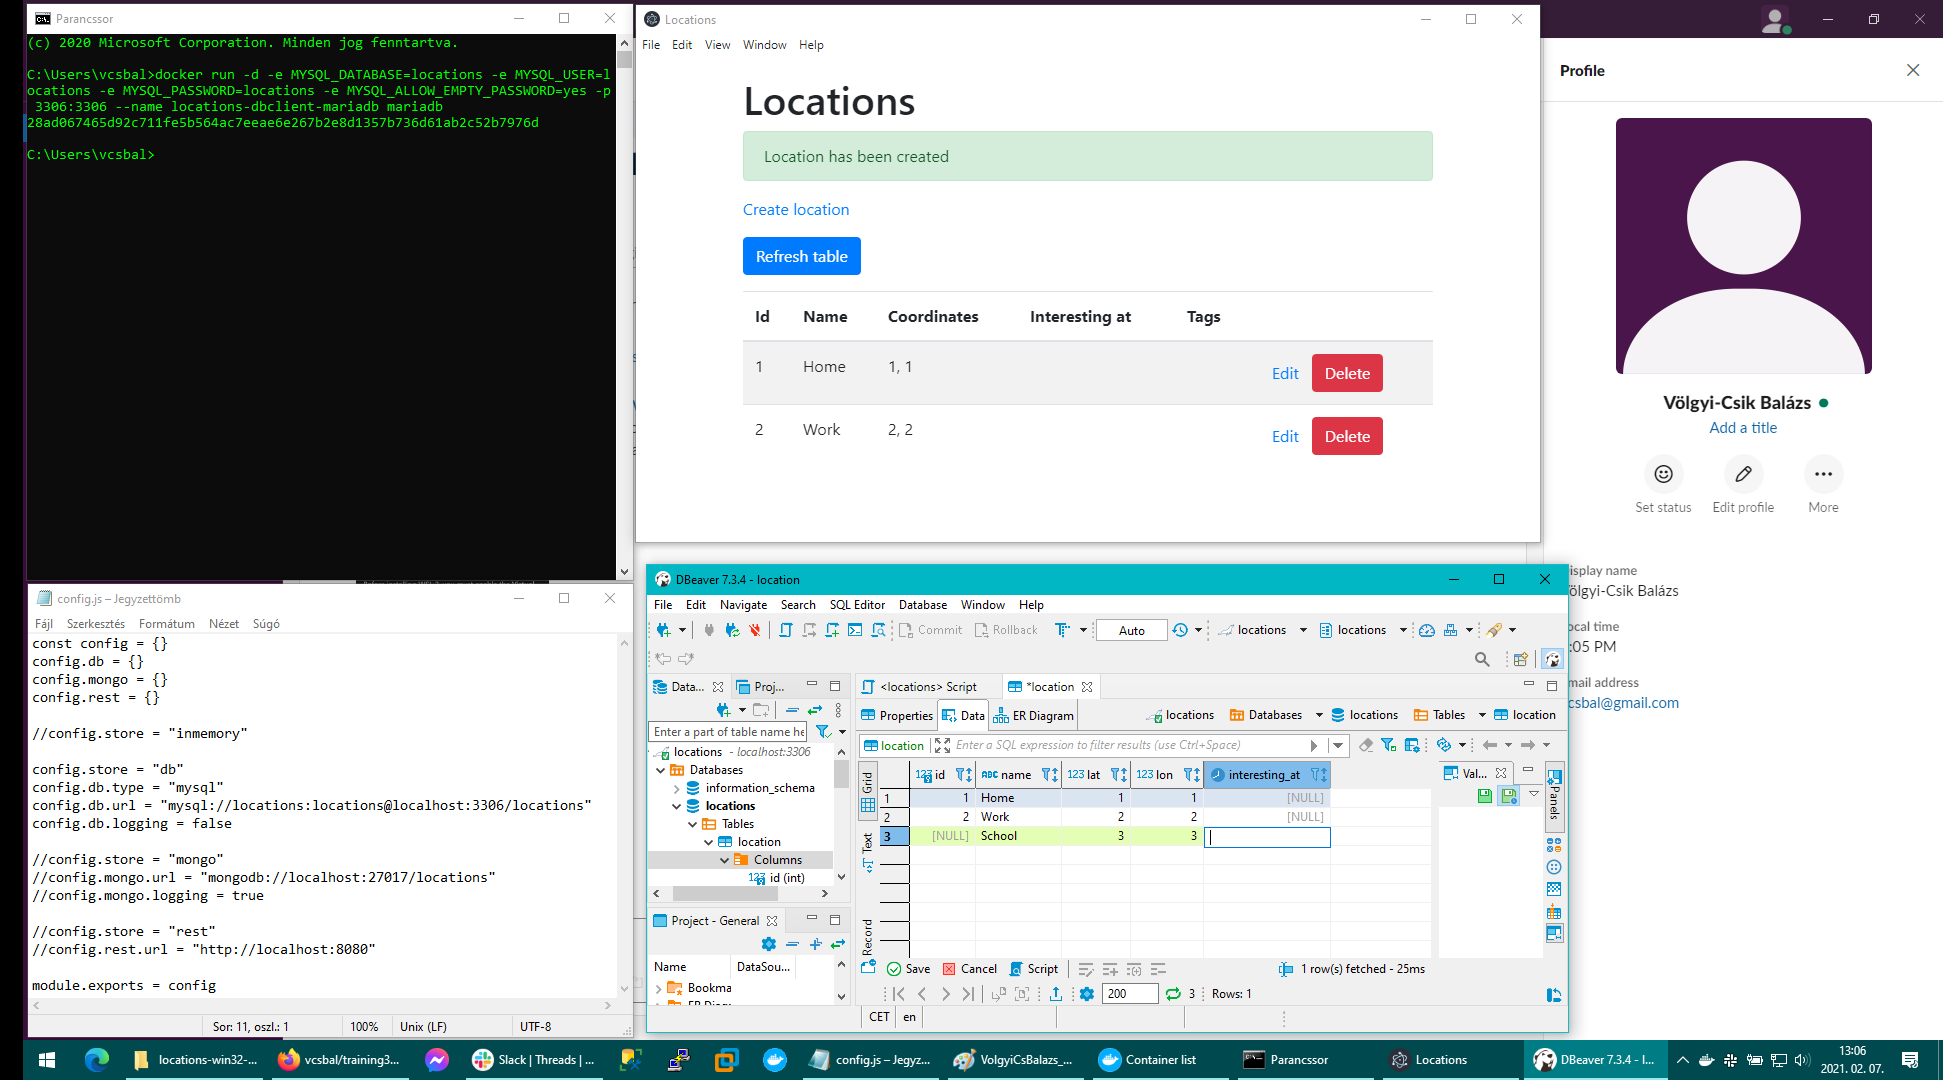 Parancssor
(c) 2020 Microsoft Corporation. Minden jog fenntartva.
C:\Users\vcsbal>docker run -d -e MYSQL_DATABASE=locations -e MYSQL_USER=l
ocations -e MYSQL_PASSWORD=locations -e MYSQL_ALLOW_EMPTY_PASSWORD=yes -p
3306:3306 --name locations-dbclient-mariadb mariadb
28ad067465d92c711fe5b564ac7eeae6e267b2e8d1357b736d61ab2c52b7976d
C:\Users\vcsbal>
Locations
File Edit View Window Help
Locations
Location has been created
Create location
Refresh table
Id Name Coordinates Interesting at Tags
1 Home 1, 1 Edit Delete
2 Work 2, 2 Edit Delete
Profile
Völgyi-Csik Balázs
Add a title
Set status Edit profile More
isplay name
ölgyi-Csik Balázs
ocal time
:05 PM
mail address
csbal@gmail.com
config.js – Jegyzettömb
Fájl Szerkesztés Formátum Nézet Súgó
const config = {}
config.db = {}
config.mongo = {}
config.rest = {}
//config.store = "inmemory"
config.store = "db"
config.db.type = "mysql"
config.db.url = "mysql://locations:locations@localhost:3306/locations"
config.db.logging = false
//config.store = "mongo"
//config.mongo.url = "mongodb://localhost:27017/locations"
//config.mongo.logging = true
//config.store = "rest"
//config.rest.url = "http://localhost:8080"
module.exports = config
Sor: 11, oszl.: 1 100% Unix (LF) UTF-8
DBeaver 7.3.4 - location
File Edit Navigate Search SQL Editor Database Window Help
Commit Rollback Auto locations locations
Data... Proj...
Enter a part of table name he
locations - localhost:3306
Databases
information_schema
locations
Tables
location
Columns
id (int)
Project - General
Name DataSou...
Bookma
<locations> Script *location
Properties Data ER Diagram locations Databases locations Tables location
location Enter a SQL expression to filter results (use Ctrl+Space)
Grid
Text
Record
123 id ABC name 123 lat 123 lon interesting_at
1 1 Home 1 1 [NULL]
2 2 Work 2 2 [NULL]
3 [NULL] School 3 3
Val...
Panels
Save Cancel Script 1 row(s) fetched - 25ms
200 3 Rows: 1
CET en
locations-win32-... vcsbal/training3... Slack | Threads | ... config.js – Jegyz... VolgyiCsBalazs_... Container list Parancssor Locations DBeaver 7.3.4 - l...
13:06
2021. 02. 07.